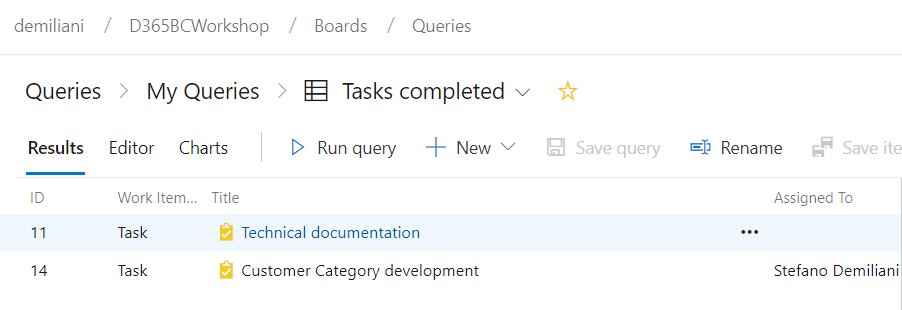 demiliani / D365BCWorkshop / Boards / Queries
Queries > My Queries > Tasks completed
Results Editor Charts Run query New Save query Rename Save ite
ID Work Item... Title Assigned To
11 Task Technical documentation ...
14 Task Customer Category development Stefano Demiliani